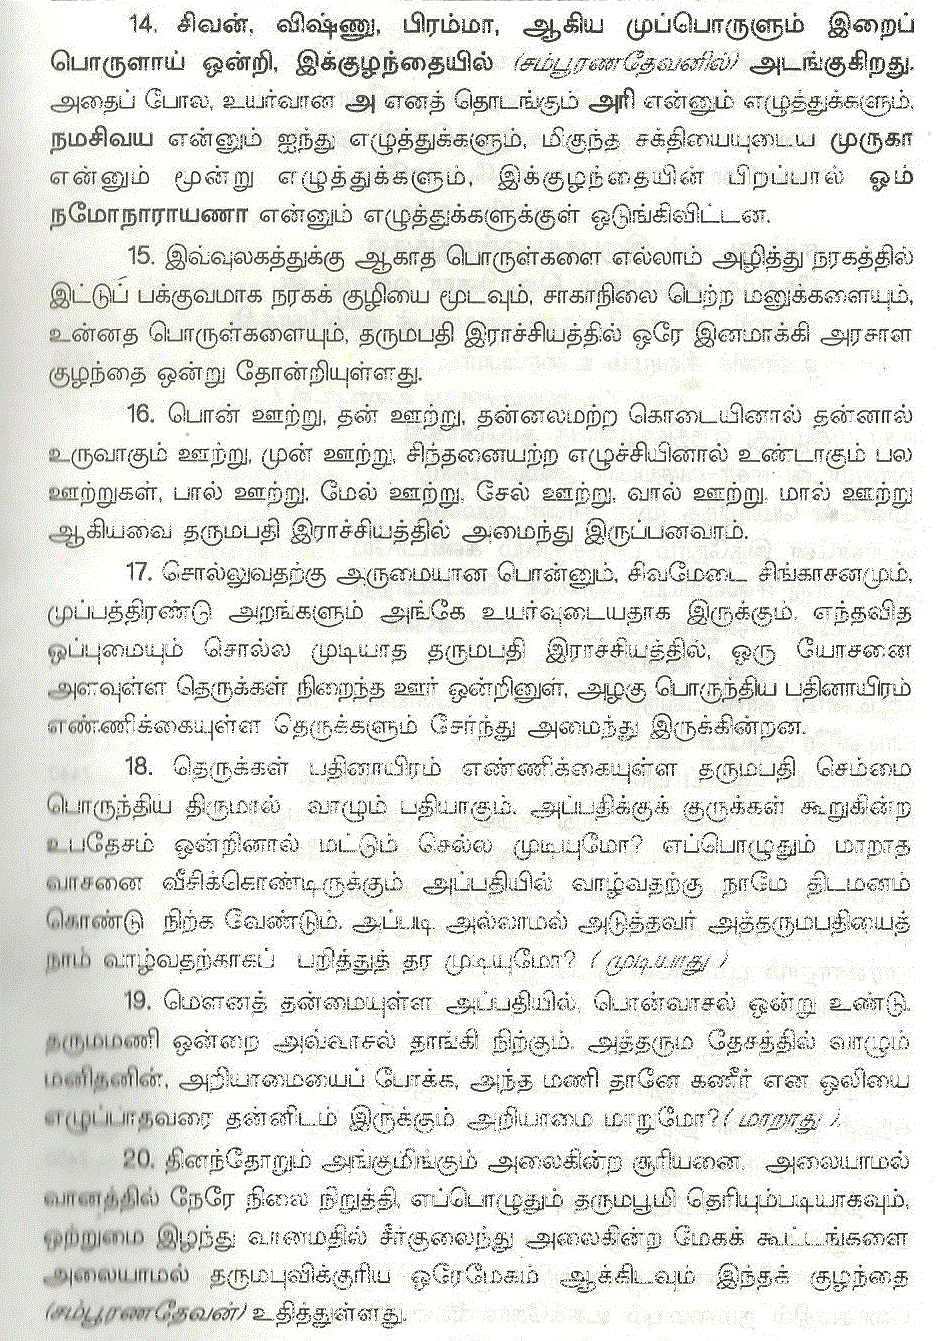 14. சிவன், விஷ்ணு, பிரம்மா, ஆகிய முப்பொருளும் இறைப்
பொருளாய் ஒன்றி, இக்குழந்தையில் (சம்பூரணதேவனில்) அடங்குகிறது.
அதைப் போல, உயர்வான அ எனத் தொடங்கும் அரி என்னும் எழுத்துக்களும்,
நமசிவய என்னும் ஐந்து எழுத்துக்களும், மிகுந்த சக்தியையுடைய முருகா
என்னும் மூன்று எழுத்துக்களும், இக்குழந்தையின் பிறப்பால் ஓம்
நமோநாராயணா என்னும் எழுத்துக்களுக்குள் ஒடுங்கிவிட்டன.
15. இவ்வுலகத்துக்கு ஆகாத பொருள்களை எல்லாம் அழித்து நரகத்தில்
இட்டுப் பக்குவமாக நரகக் குழியை மூடவும், சாகாநிலை பெற்ற மனுக்களையும்,
உன்னத பொருள்களையும், தருமபதி இராச்சியத்தில் ஒரே இனமாக்கி அரசாள
குழந்தை ஒன்று தோன்றியுள்ளது.
16. பொன் ஊற்று, தன் ஊற்று, தன்னலமற்ற கொடையினால் தன்னால்
உருவாகும் ஊற்று, முன் ஊற்று, சிந்தனையற்ற எழுச்சியினால் உண்டாகும் பல
ஊற்றுகள், பால் ஊற்று, மேல் ஊற்று, சேல் ஊற்று, வால் ஊற்று, மால் ஊற்று
ஆகியவை தருமபதி இராச்சியத்தில் அமைந்து இருப்பனவாம்.
17. சொல்லுவதற்கு அருமையான பொன்னும், சிவமேடை சிங்காசனமும்,
முப்பத்திரண்டு அறங்களும் அங்கே உயர்வுடையதாக இருக்கும். எந்தவித
ஒப்புமையும் சொல்ல முடியாத தருமபதி இராச்சியத்தில், ஒரு யோசனை
அளவுள்ள தெருக்கள் நிறைந்த ஊர் ஒன்றினுள், அழகு பொருந்திய பதினாயிரம்
எண்ணிக்கையுள்ள தெருக்களும் சேர்ந்து அமைந்து இருக்கின்றன.
18. தெருக்கள் பதினாயிரம் எண்ணிக்கையுள்ள தருமபதி செம்மை
பொருந்திய திருமால் வாழும் பதியாகும். அப்பதிக்குக் குருக்கள் கூறுகின்ற
உபதேசம் ஒன்றினால் மட்டும் செல்ல முடியுமோ? எப்பொழுதும் மாறாத
வாசனை வீசிக்கொண்டிருக்கும் அப்பதியில் வாழ்வதற்கு நாமே திடமனம்
கொண்டு நிற்க வேண்டும். அப்படி அல்லாமல் அடுத்தவர் அத்தருமபதியைத்
நாம் வாழ்வதற்காகப் பறித்துத் தர முடியுமோ? (முடியாது)
19. மௌனத் தன்மையுள்ள அப்பதியில், பொன்வாசல் ஒன்று உண்டு.
தருமமணி ஒன்றை அவ்வாசல் தாங்கி நிற்கும். அத்தரும தேசத்தில் வாழும்
மனிதனின், அறியாமையைப் போக்க, அந்த மணி தானே கணீர் என ஒலியை
எழுப்பாதவரை தன்னிடம் இருக்கும் அறியாமை மாறுமோ? (மாறாது).
20. தினந்தோறும் அங்குமிங்கும் அலைகின்ற சூரியனை, அலையாமல்
வானத்தில் நேரே நிலை நிறுத்தி, எப்பொழுதும் தருமபூமி தெரியும்படியாகவும்,
ஒற்றுமை இழந்து வானமதில் சீர்குலைந்து அலைகின்ற மேகக் கூட்டங்களை
அலையாமல் தருமபுவிக்குரிய ஒரேமேகம் ஆக்கிடவும் இந்தக் குழந்தை
(சம்பூரணதேவன்) உதித்துள்ளது.